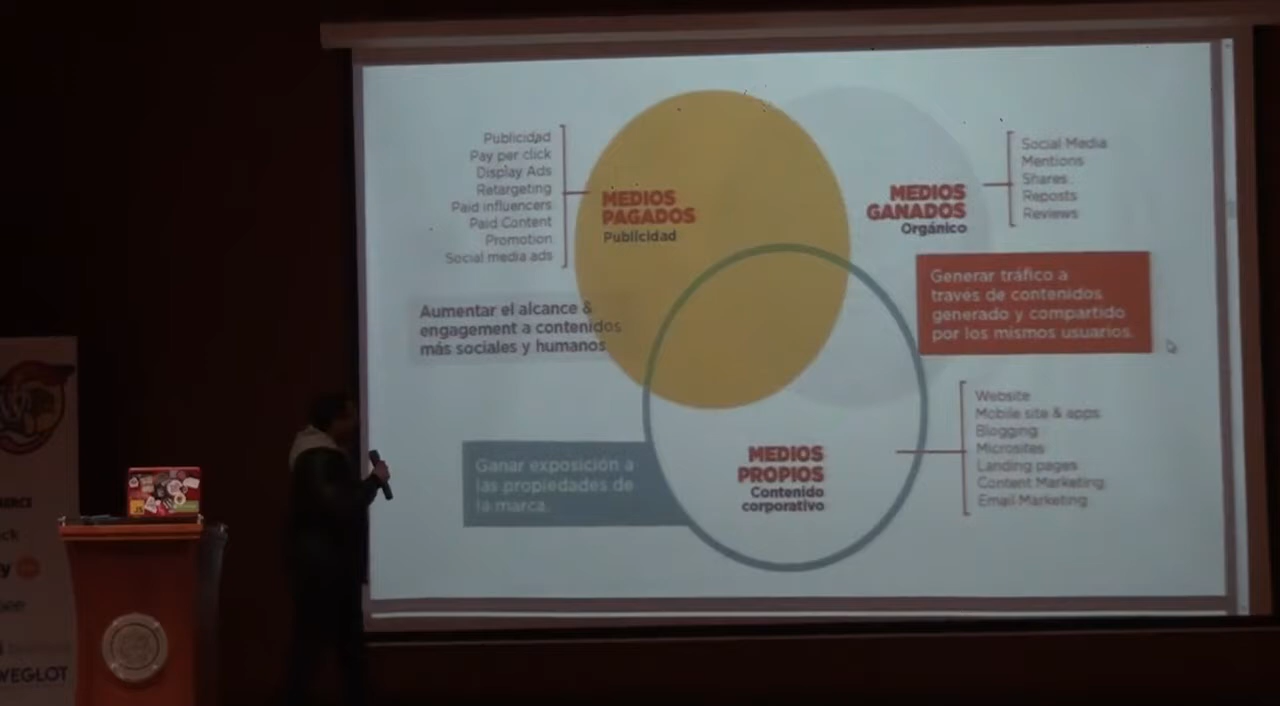 Publicidad
Pay per click
Display Ads
Retargeting
Paid influencers
Paid Content
Promotion
Social media ads
MEDIOS
PAGADOS
Publicidad
Aumentar el alcance &
engagement a contenidos
más sociales y humanos
MEDIOS
GANADOS
Orgánico
Social Media
Mentions
Shares
Reposts
Reviews
Generar tráfico a
través de contenidos
generado y compartido
por los mismos usuarios.
Ganar exposición a
las propiedades de
la marca.
MEDIOS
PROPIOS
Contenido
corporativo
Website
Mobile site & apps
Blogging
Microsites
Landing pages
Content Marketing
Email Marketing
WEGLOT